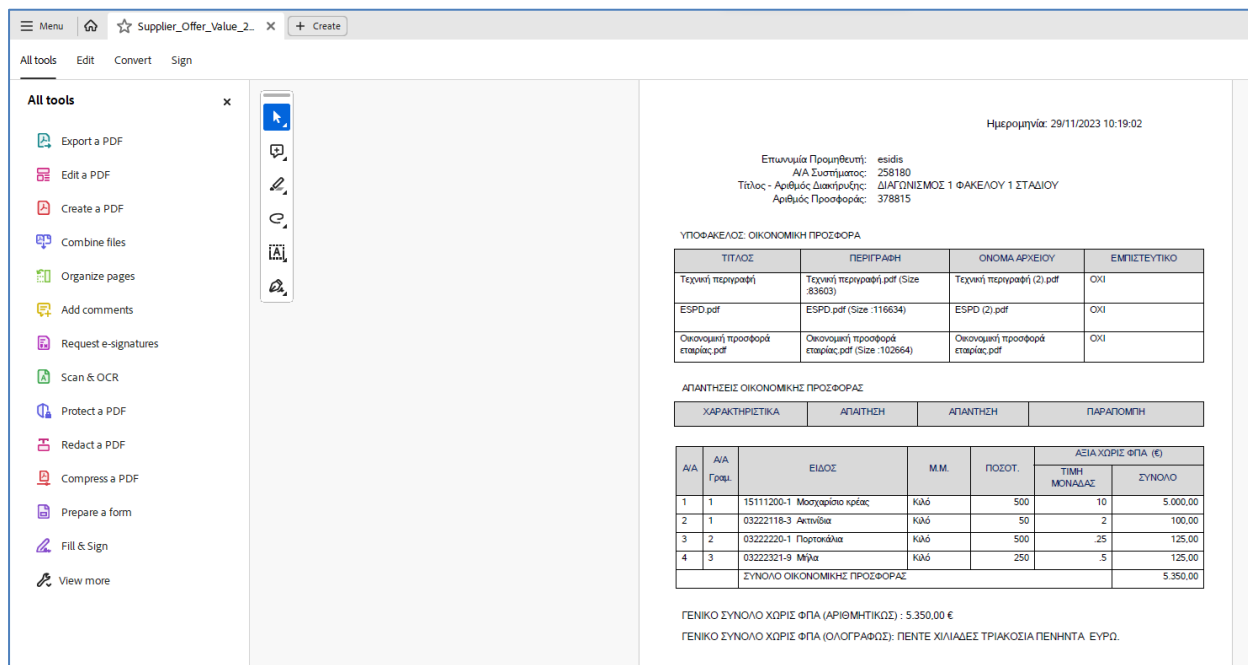 Menu
Supplier_Offer_Value_2...
Create
All tools Edit Convert Sign
All tools
Export a PDF
Edit a PDF
Create a PDF
Combine files
Organize pages
Add comments
Request e-signatures
Scan & OCR
Protect a PDF
Redact a PDF
Compress a PDF
Prepare a form
Fill & Sign
View more
Ημερομηνία: 29/11/2023 10:19:02
Επωνυμία Προμηθευτή: esidis
Α/Α Συστήματος: 258180
Τίτλος - Αριθμός Διακήρυξης: ΔΙΑΓΩΝΙΣΜΟΣ 1 ΦΑΚΕΛΟΥ 1 ΣΤΑΔΙΟΥ
Αριθμός Προσφοράς: 378815
ΥΠΟΦΑΚΕΛΟΣ: ΟΙΚΟΝΟΜΙΚΗ ΠΡΟΣΦΟΡΑ
ΤΙΤΛΟΣ ΠΕΡΙΓΡΑΦΗ ΟΝΟΜΑ ΑΡΧΕΙΟΥ ΕΜΠΙΣΤΕΥΤΙΚΟ
Τεχνική περιγραφή Τεχνική περιγραφή.pdf (Size Τεχνική περιγραφή (2).pdf ΟΧΙ
:83603)
ESPD.pdf ESPD.pdf (Size :116634) ESPD (2).pdf ΟΧΙ
Οικονομική προσφορά Οικονομική προσφορά Οικονομική προσφορά ΟΧΙ
εταιρίας.pdf εταιρίας.pdf (Size :102664) εταιρίας.pdf
ΑΠΑΝΤΗΣΕΙΣ ΟΙΚΟΝΟΜΙΚΗΣ ΠΡΟΣΦΟΡΑΣ
ΧΑΡΑΚΤΗΡΙΣΤΙΚΑ ΑΠΑΙΤΗΣΗ ΑΠΑΝΤΗΣΗ ΠΑΡΑΠΟΜΠΗ
Α/Α Α/Α Γραμ. ΕΙΔΟΣ Μ.Μ. ΠΟΣΟΤ. ΑΞΙΑ ΧΩΡΙΣ ΦΠΑ (€)
ΤΙΜΗ ΜΟΝΑΔΑΣ ΣΥΝΟΛΟ
1 1 15111200-1 Μοσχαρίσιο κρέας Κιλό 500 10 5.000,00
2 1 03222118-3 Ακτινίδια Κιλό 50 2 100,00
3 2 03222220-1 Πορτοκάλια Κιλό 500 .25 125,00
4 3 03222321-9 Μήλα Κιλό 250 .5 125,00
ΣΥΝΟΛΟ ΟΙΚΟΝΟΜΙΚΗΣ ΠΡΟΣΦΟΡΑΣ 5.350,00
ΓΕΝΙΚΟ ΣΥΝΟΛΟ ΧΩΡΙΣ ΦΠΑ (ΑΡΙΘΜΗΤΙΚΩΣ) : 5.350,00 €
ΓΕΝΙΚΟ ΣΥΝΟΛΟ ΧΩΡΙΣ ΦΠΑ (ΟΛΟΓΡΑΦΩΣ): ΠΕΝΤΕ ΧΙΛΙΑΔΕΣ ΤΡΙΑΚΟΣΙΑ ΠΕΝΗΝΤΑ ΕΥΡΩ.